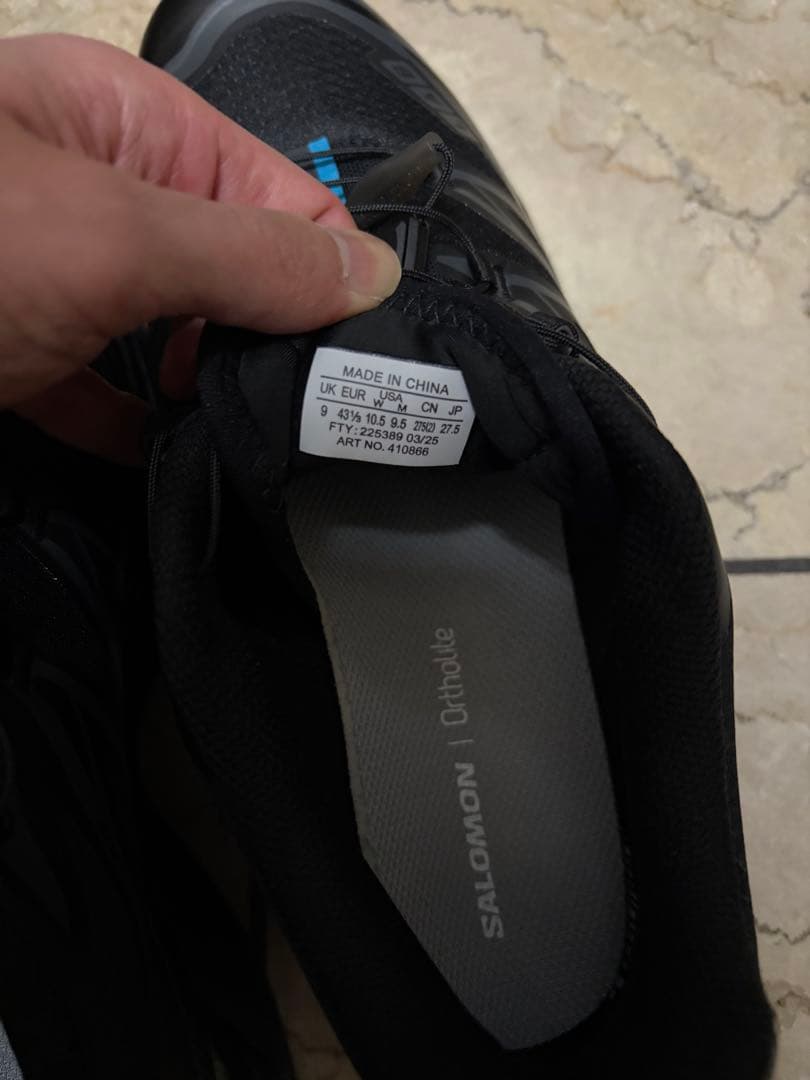 MADE IN CHINA
UK EUR USA CN JP
W M
9 43⅓ 10.5 9.5 275(2) 27.5
FTY: 225389 03/25
ART NO. 410866
SALOMON | Ortholite